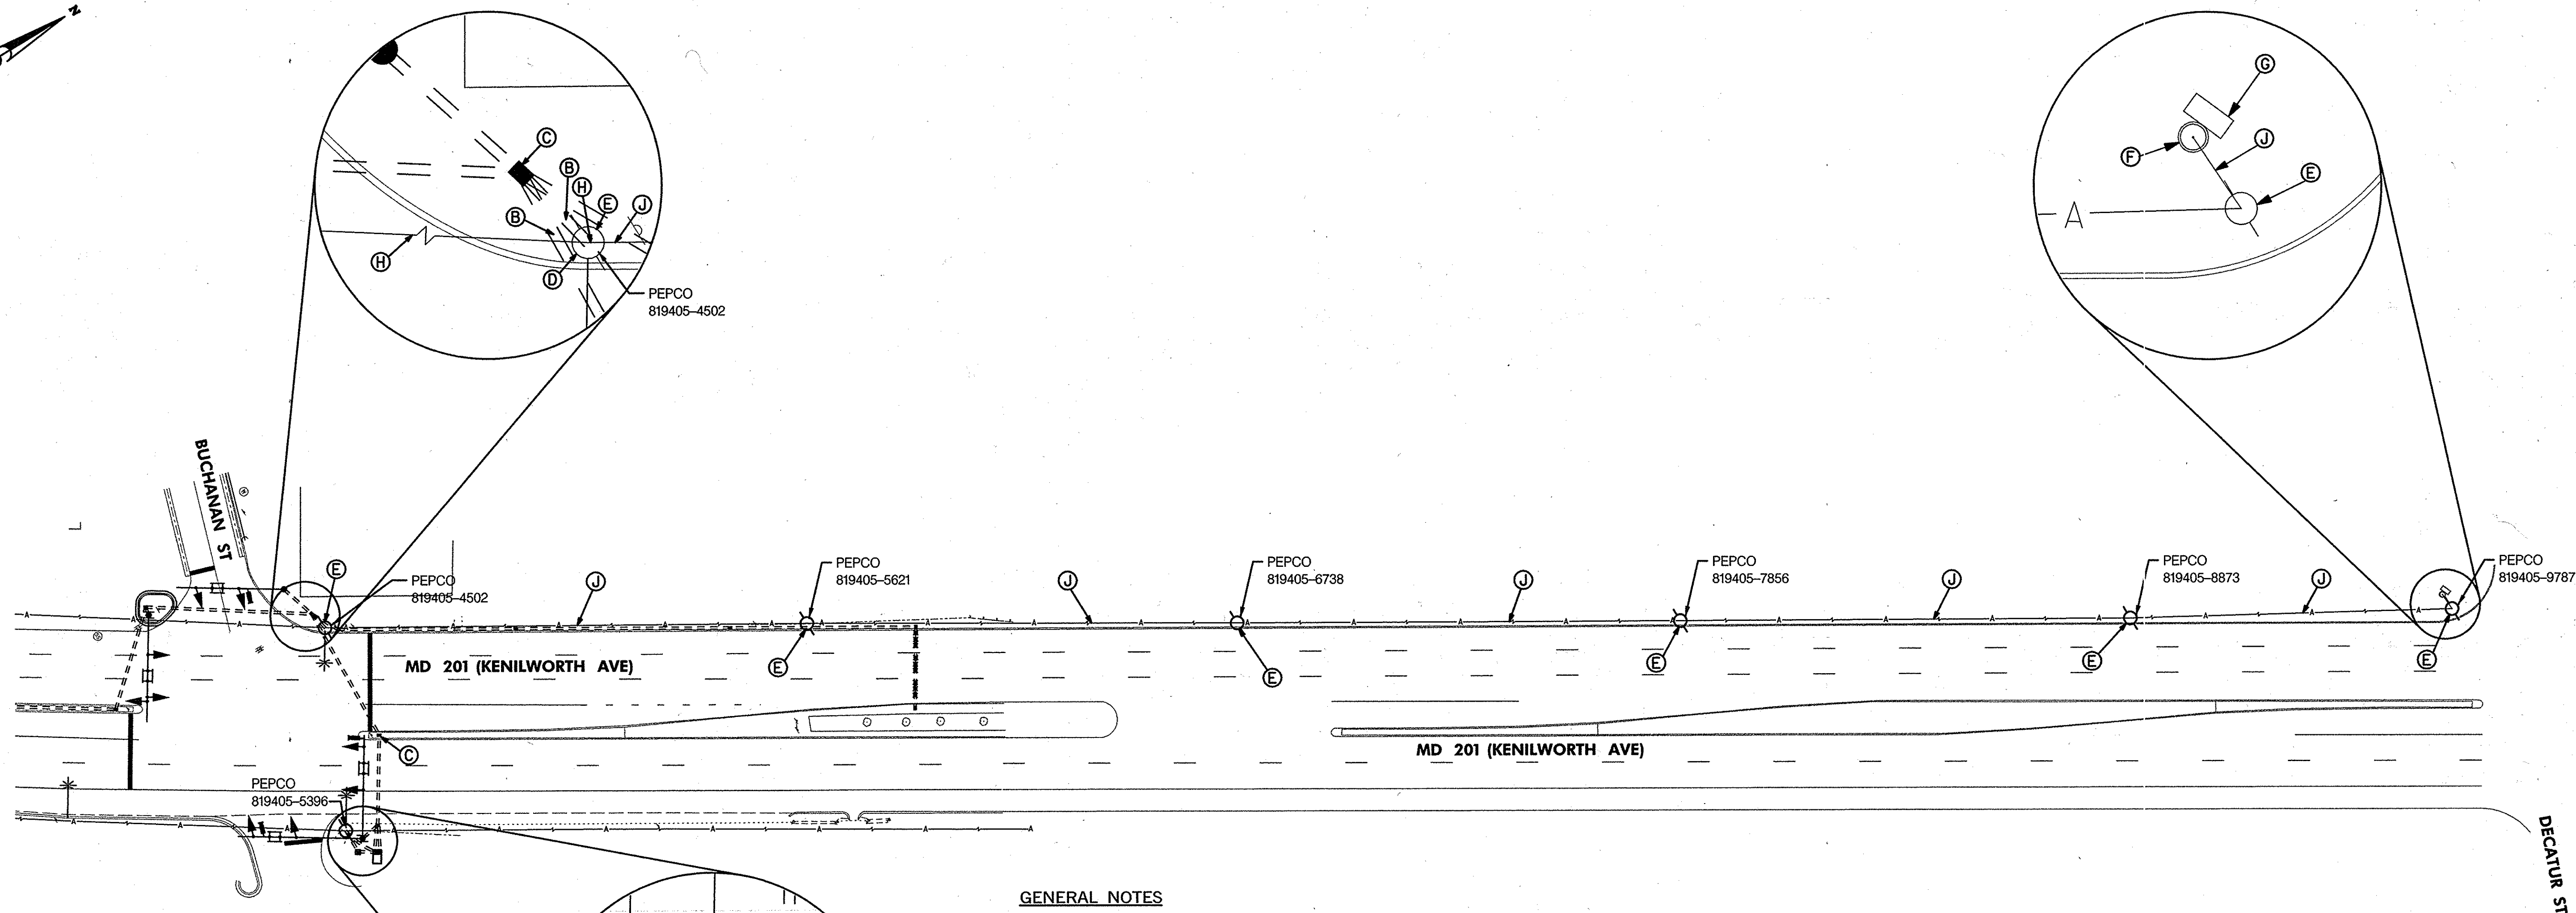 N
G
C
B
H
E
J
B
H
D
PEPCO
819405-4502
F
J
E
A
BUCHANAN ST
E
PEPCO
819405-4502
J
PEPCO
819405-5621
J
PEPCO
819405-6738
J
PEPCO
819405-7856
J
PEPCO
819405-8873
J
PEPCO
819405-9787
A A A A A A A A A A A A A A A A A A A A
E
E
E
E
E
MD 201 (KENILWORTH AVE)
MD 201 (KENILWORTH AVE)
C
PEPCO
819405-5396
A A A A A A A A
DECATUR ST
GENERAL NOTES